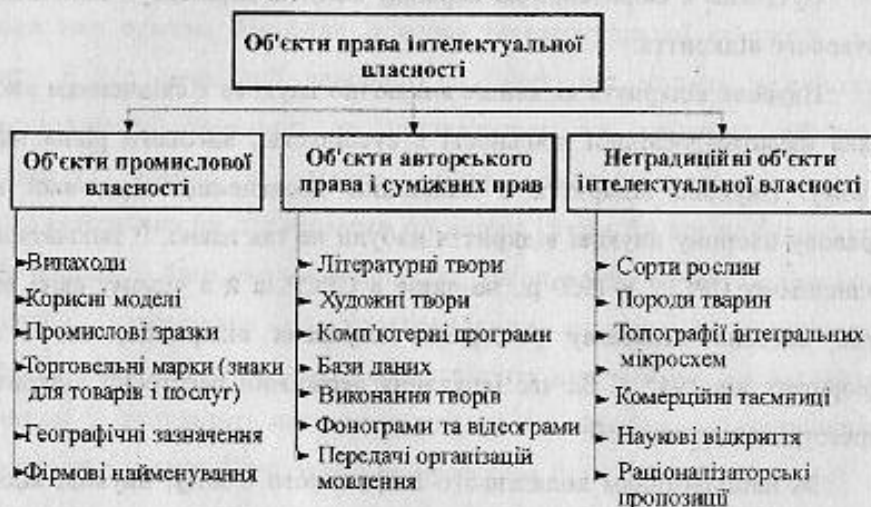 Об'єкти права інтелектуальної
власності
Об'єкти промислової
власності
Винаходи
Корисні моделі
Промислові зразки
Торговельні марки (знаки
для товарів і послуг)
Географічні зазначення
Фірмові найменування
Об'єкти авторського
права і суміжних прав
Літературні твори
Художні твори
Комп'ютерні програми
Бази даних
Виконання творів
Фонограми та відеограми
Передачі організацій
мовлення
Нетрадиційні об'єкти
інтелектуальної власності
Сорти рослин
Породи тварин
Топографії інтегральних
мікросхем
Комерційні таємниці
Наукові відкриття
Раціоналізаторські
пропозиції